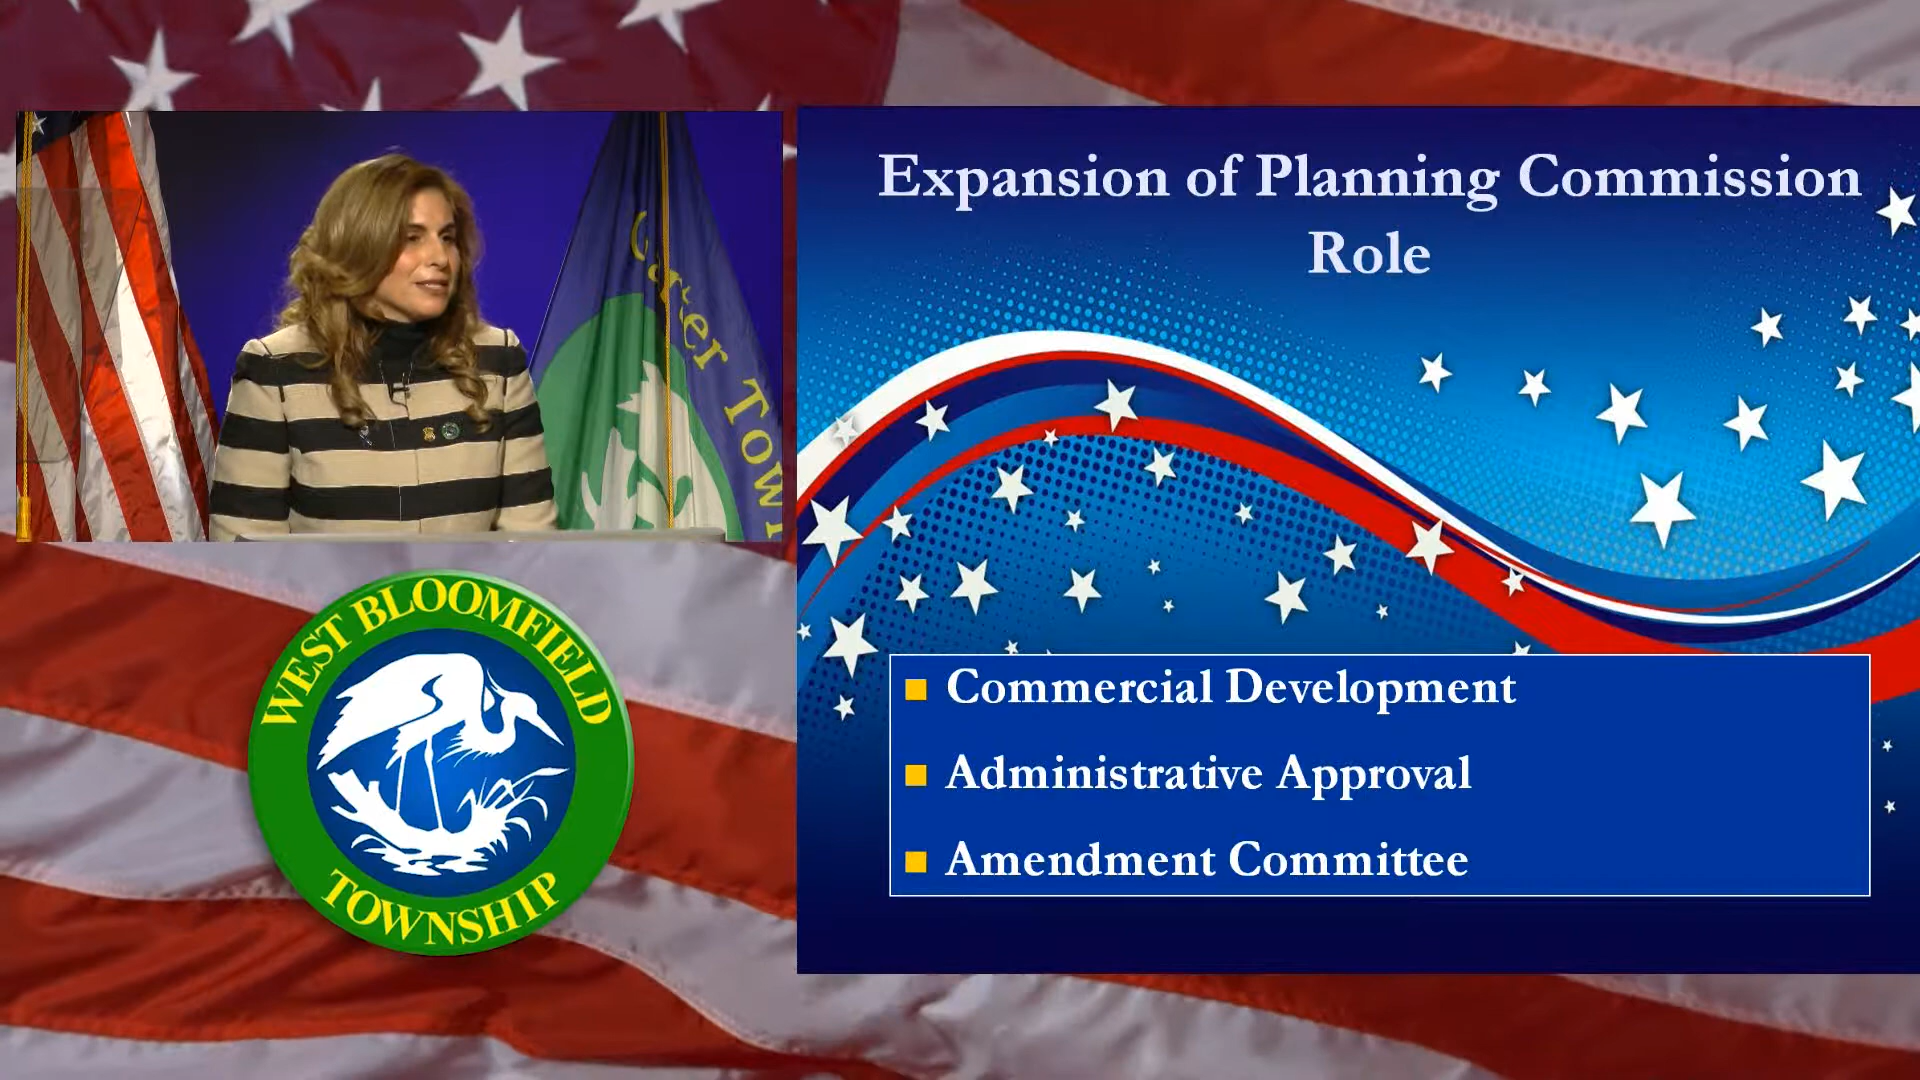 Expansion of Planning Commission
Role
Commercial Development
Administrative Approval
Amendment Committee
WEST BLOOMFIELD
TOWNSHIP